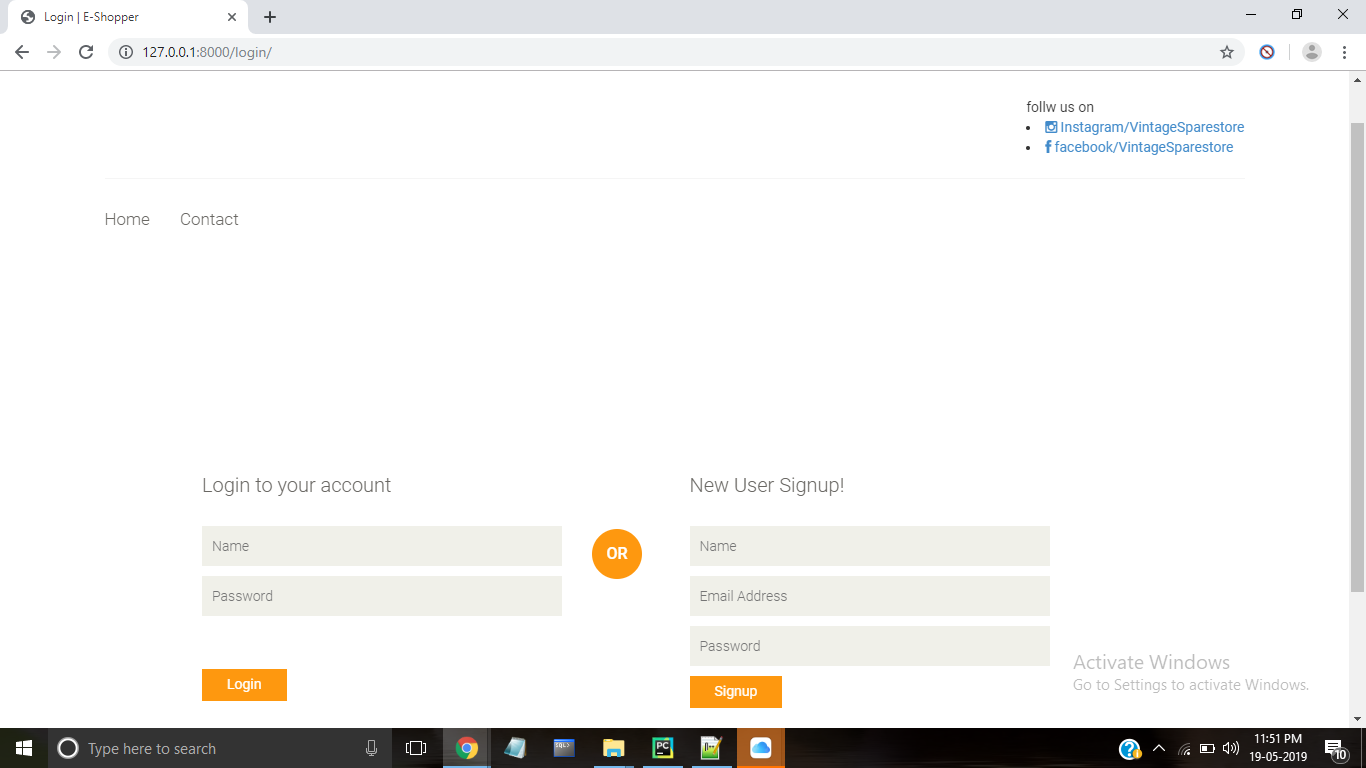 Login | E-Shopper
127.0.0.1:8000/login/
follw us on
Instagram/VintageSparestore
facebook/VintageSparestore
Home Contact
Login to your account
Name
Password
Login
OR
New User Signup!
Name
Email Address
Password
Signup
Activate Windows
Go to Settings to activate Windows.
Type here to search
SQL>
PC
11:51 PM
19-05-2019
10